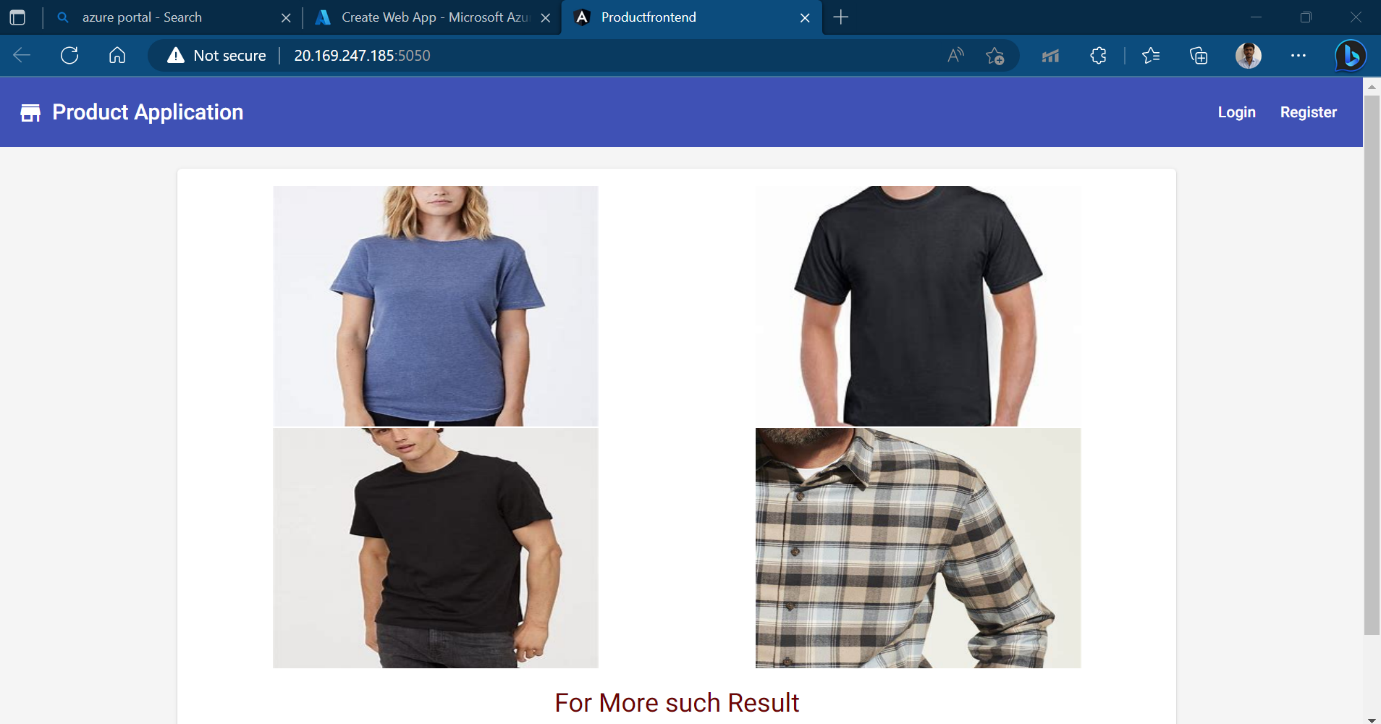 azure portal - Search
Create Web App - Microsoft Azu
Productfrontend
Not secure
20.169.247.185:5050
Product Application
Login
Register
For More such Result